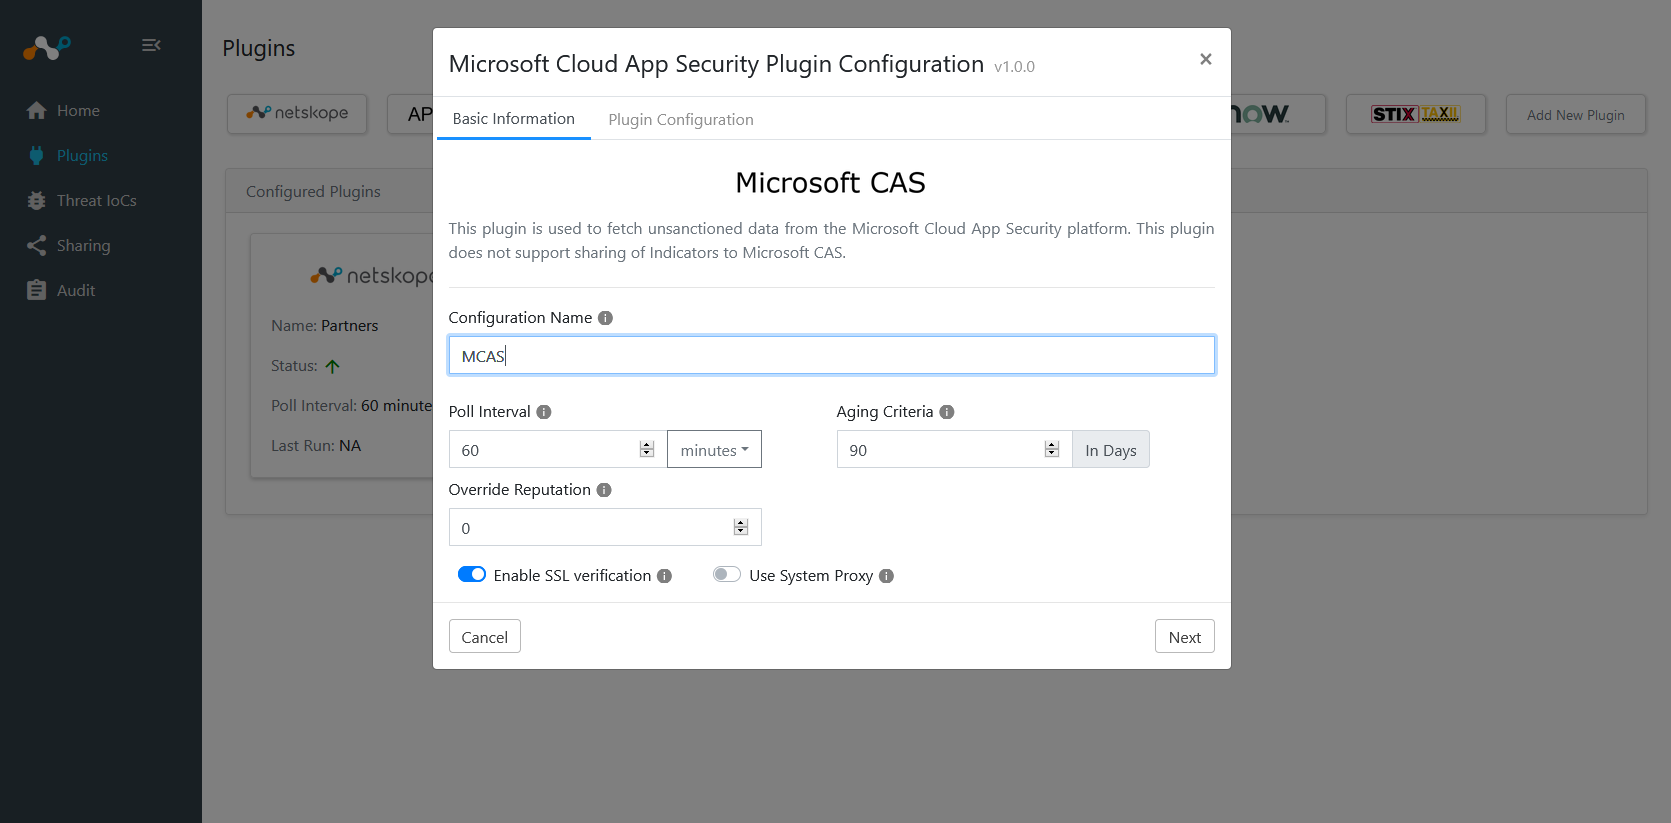 Plugins
netskope
AP
now
STIX TAXII
Add New Plugin
Home
Plugins
Threat IoCs
Sharing
Audit
Configured Plugins
netskope
Name: Partners
Status:
Poll Interval: 60 minute
Last Run: NA
Microsoft Cloud App Security Plugin Configuration v1.0.0
×
Basic Information
Plugin Configuration
Microsoft CAS
This plugin is used to fetch unsanctioned data from the Microsoft Cloud App Security platform. This plugin
does not support sharing of Indicators to Microsoft CAS.
Configuration Name
MCAS
Poll Interval
Aging Criteria
60
minutes
90
In Days
Override Reputation
0
Enable SSL verification
Use System Proxy
Cancel
Next